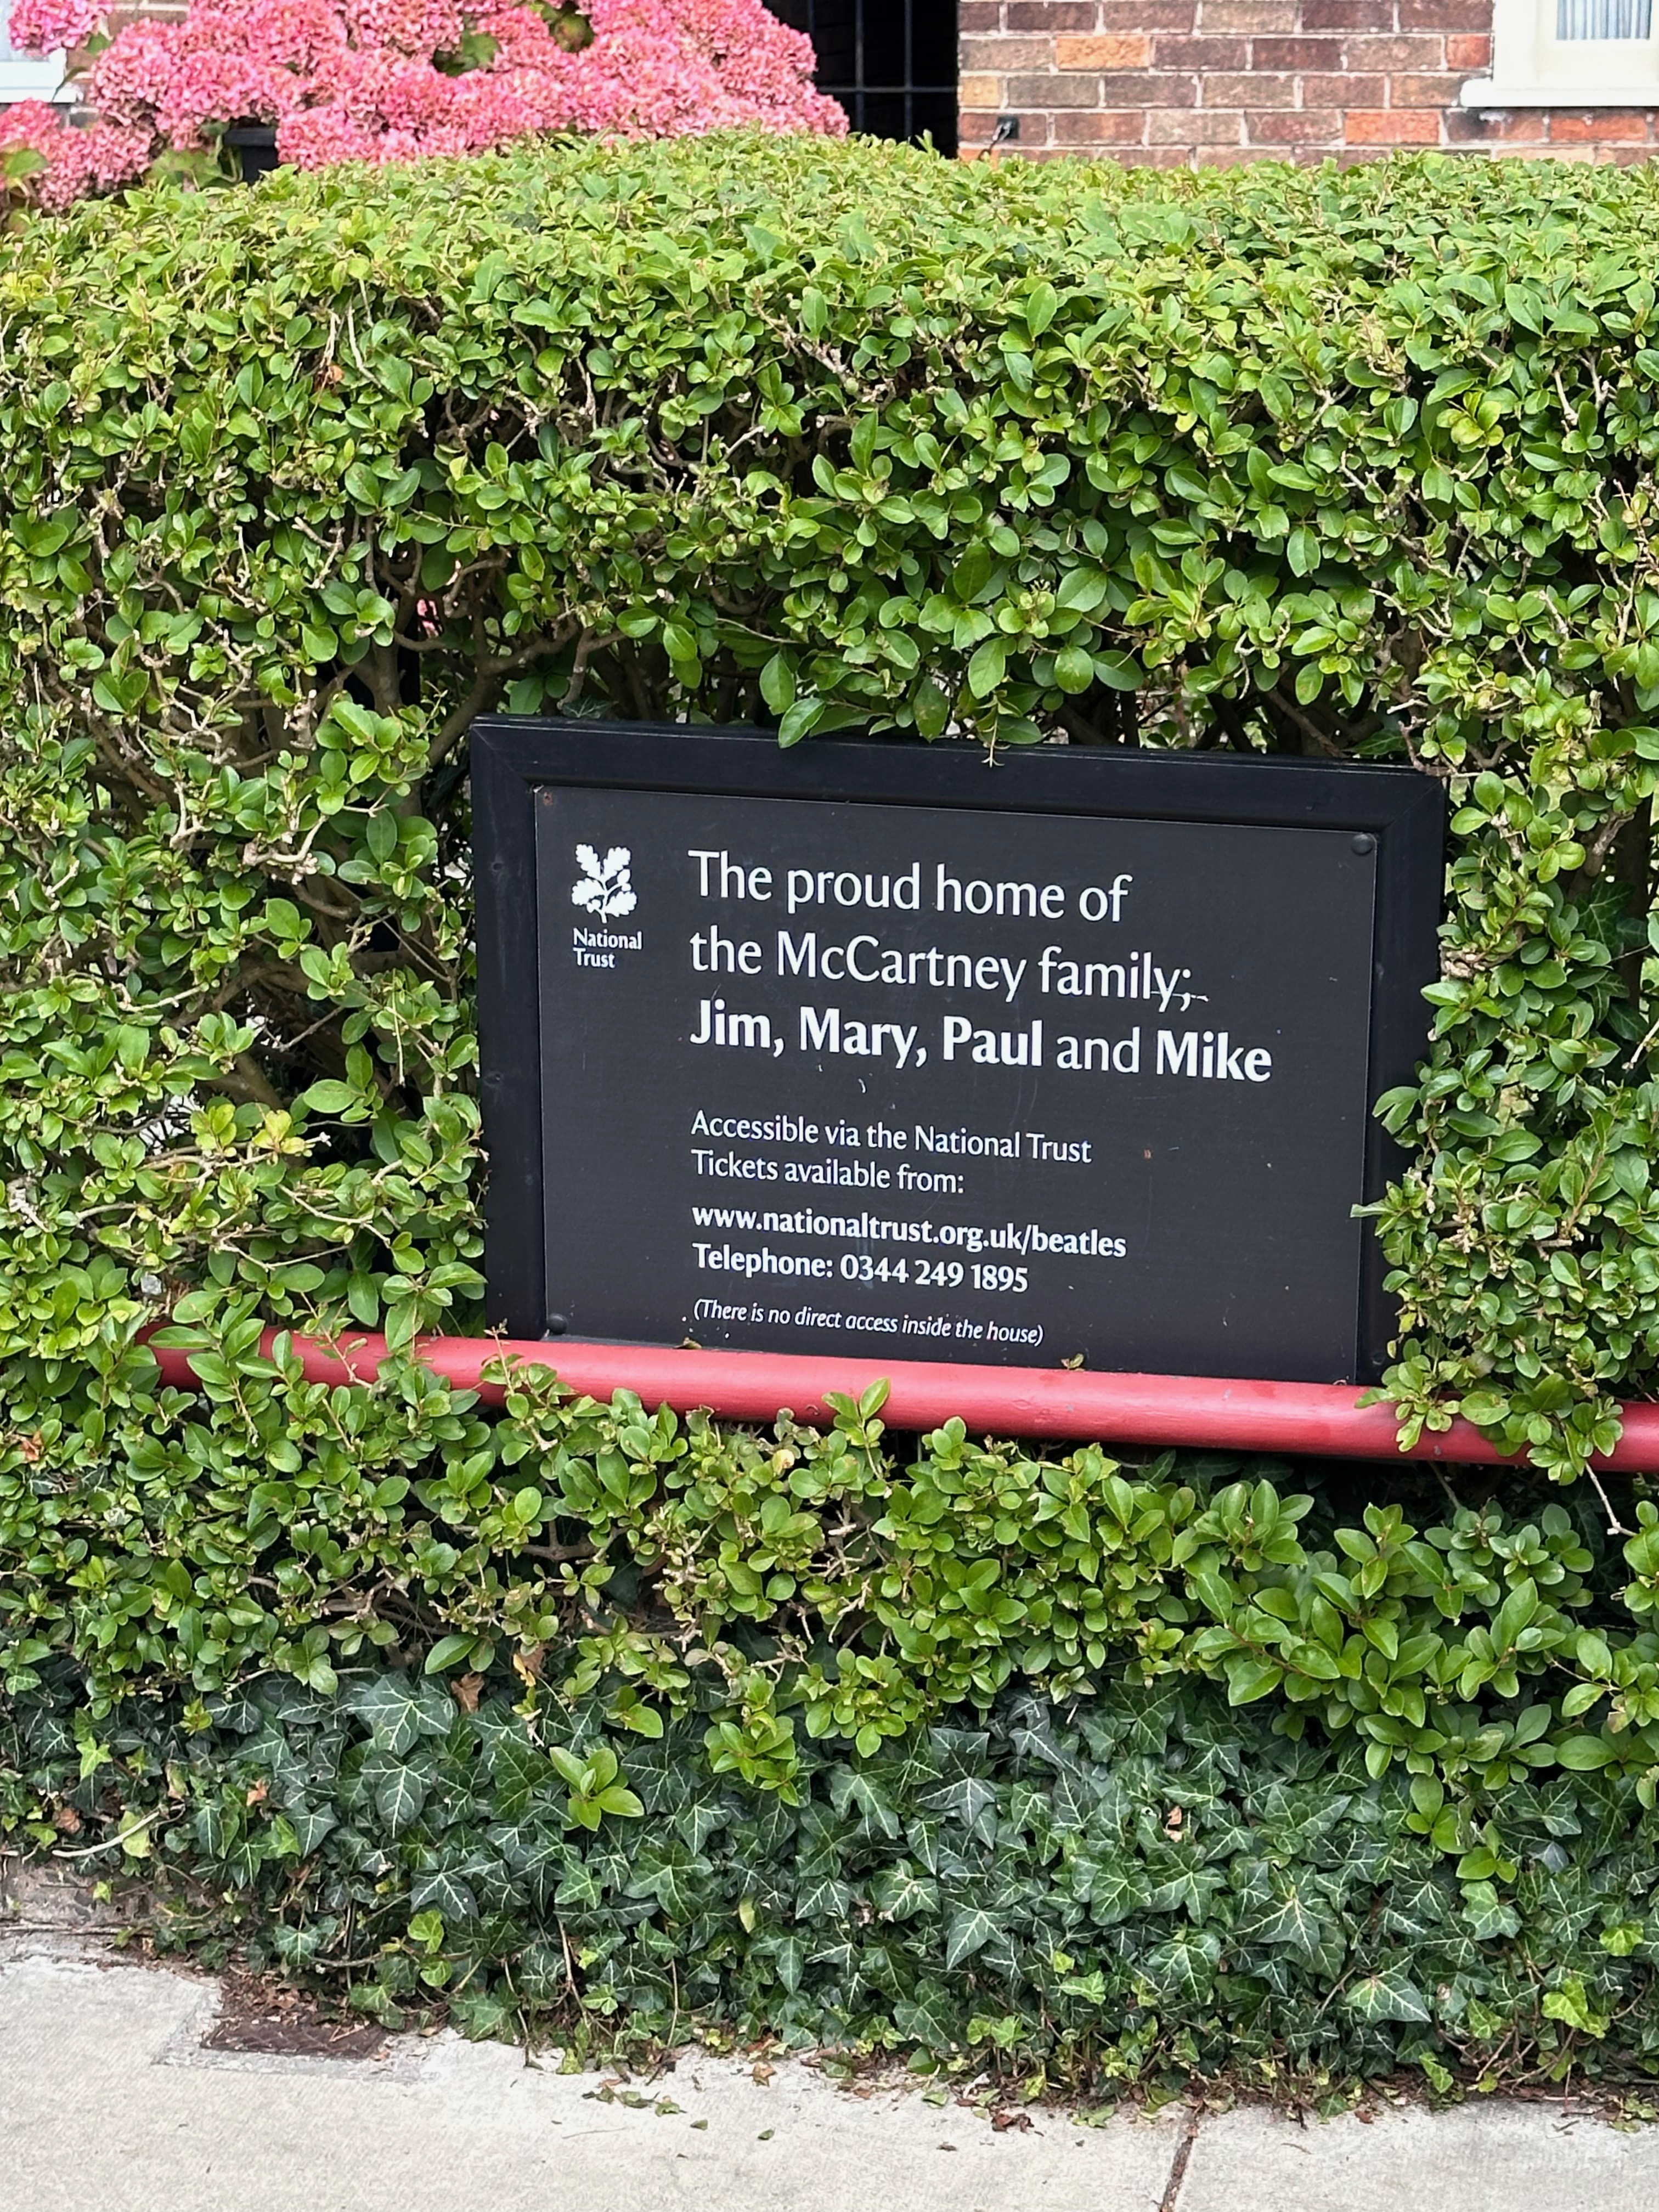 National
Trust
The proud home of
the McCartney family;
Jim, Mary, Paul and Mike
Accessible via the National Trust
Tickets available from:
www.nationaltrust.org.uk/beatles
Telephone: 0344 249 1895
(There is no direct access inside the house)